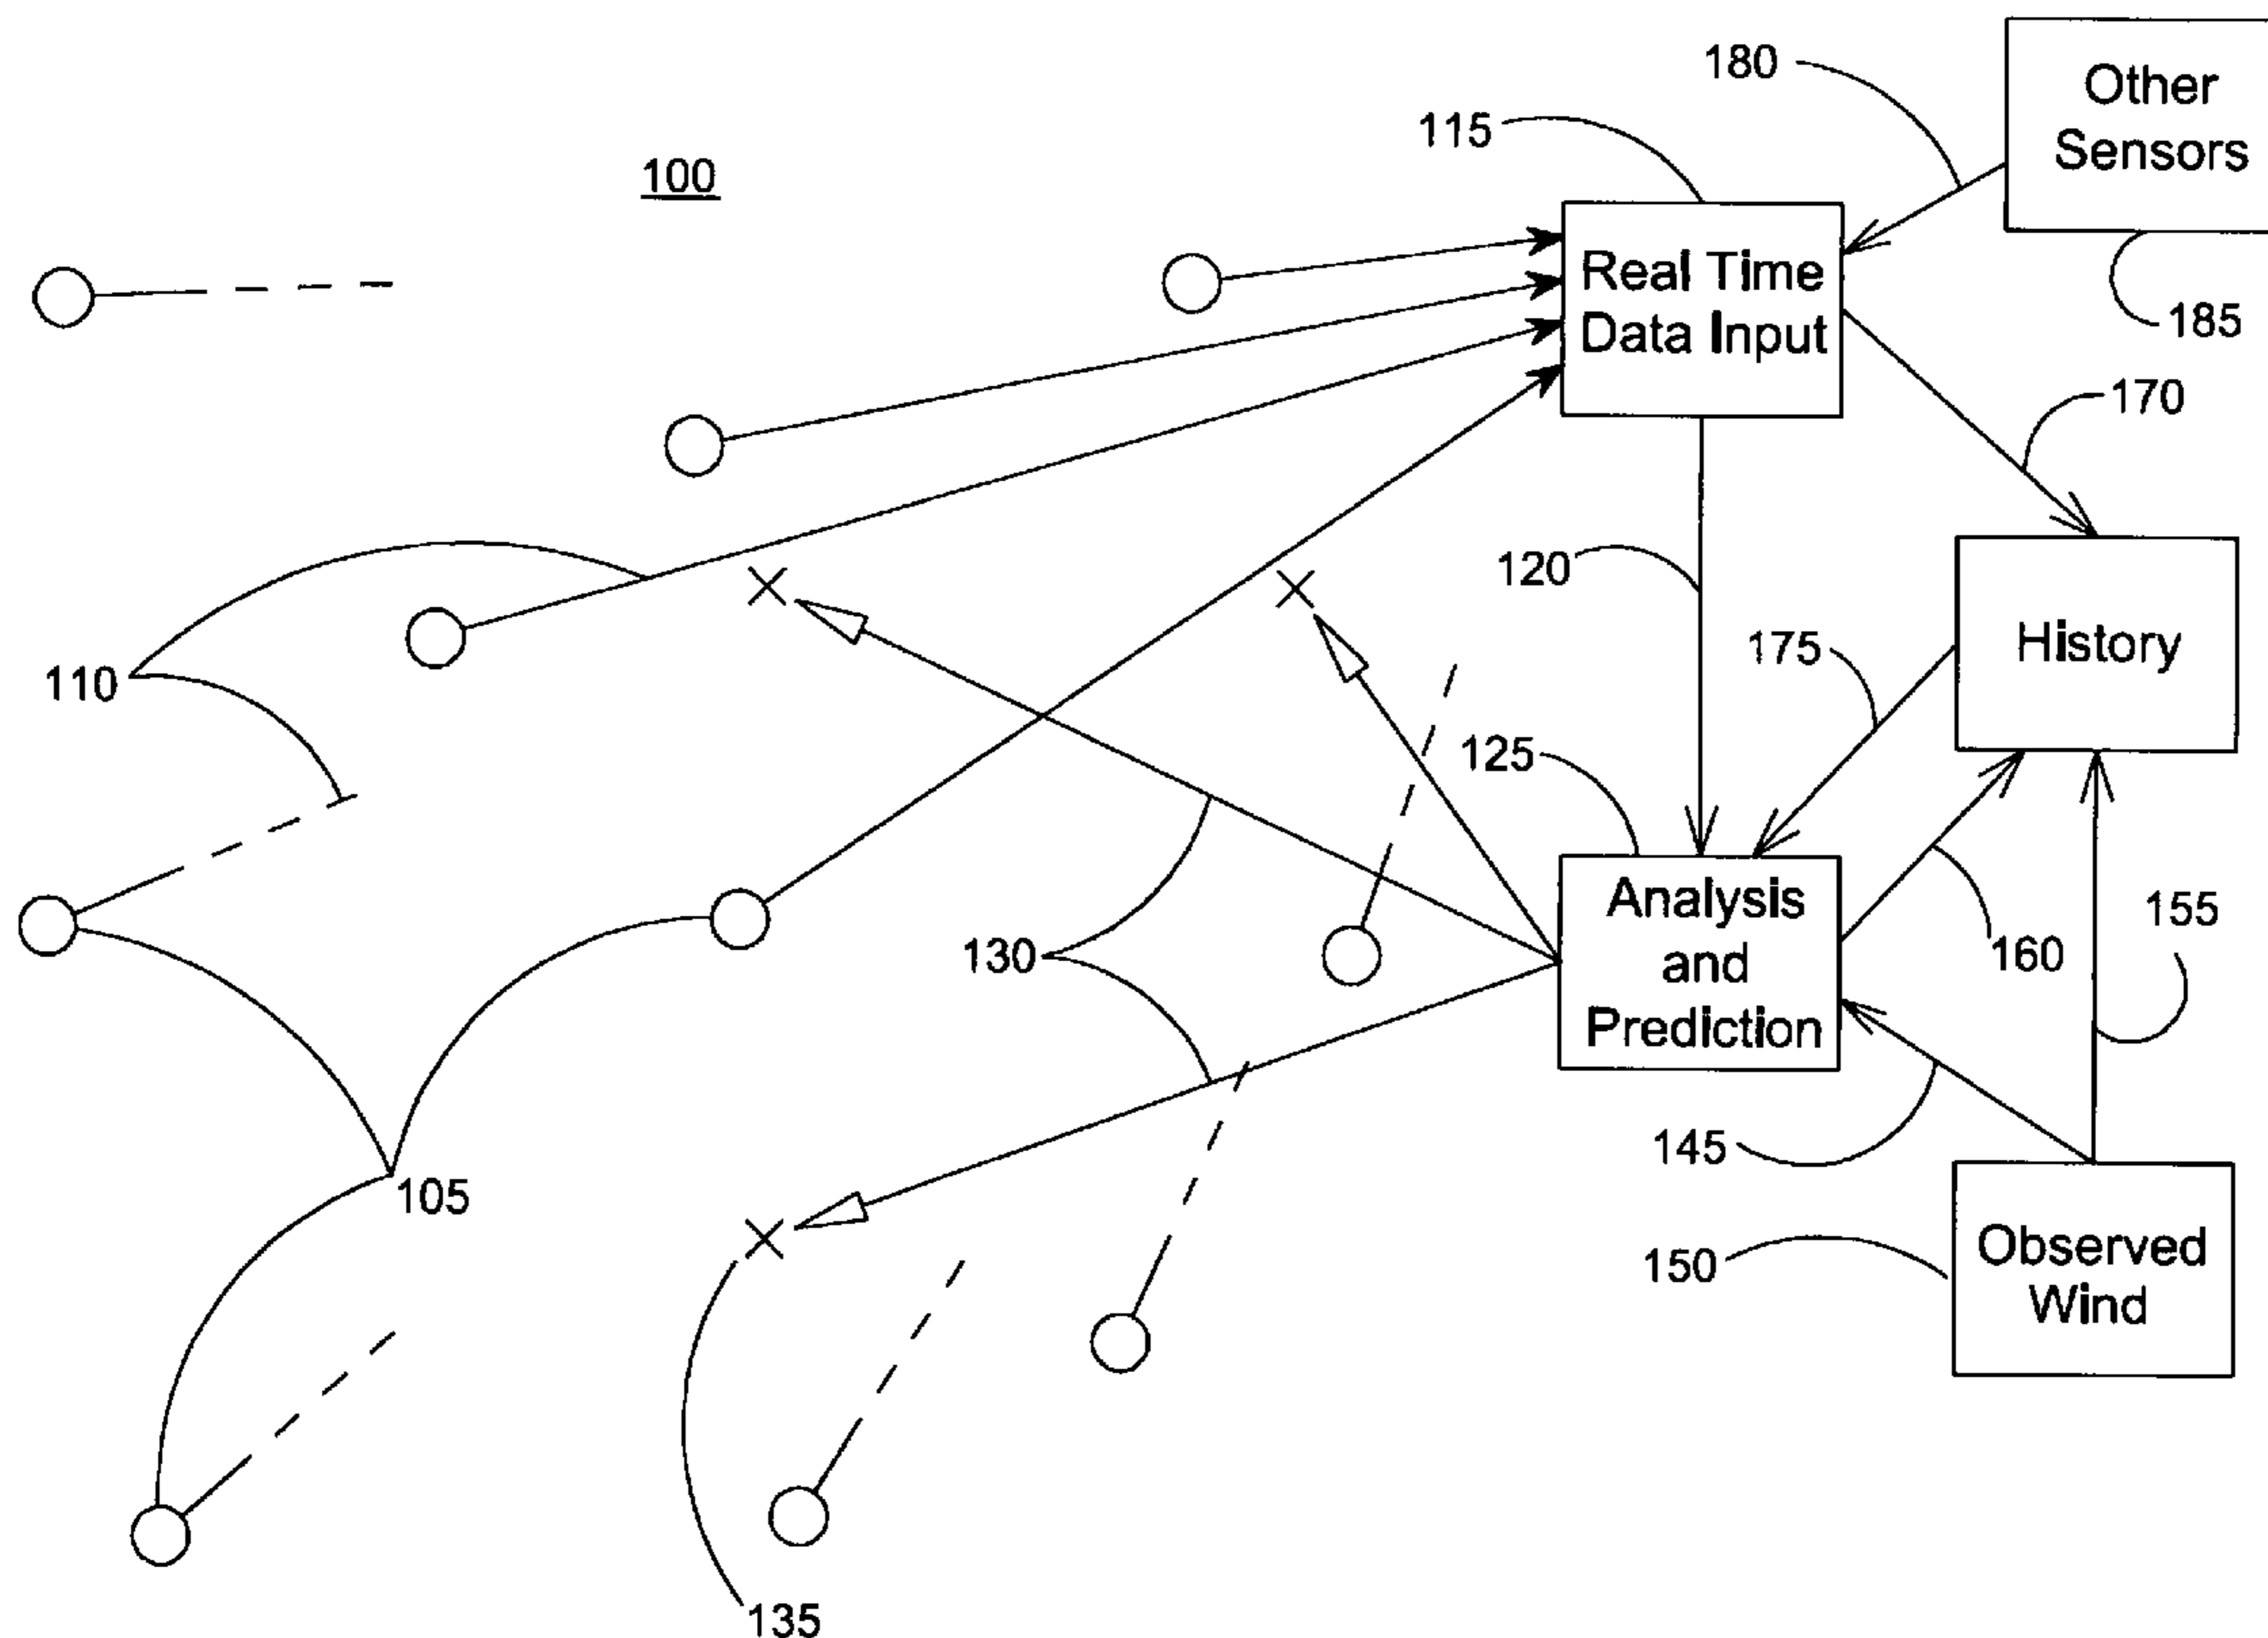 180
Other
Sensors
115
100
Real Time
Data Input
185
170
120
History
175
110
125
Analysis
and
Prediction
155
130
160
105
145
Observed
Wind
150
135